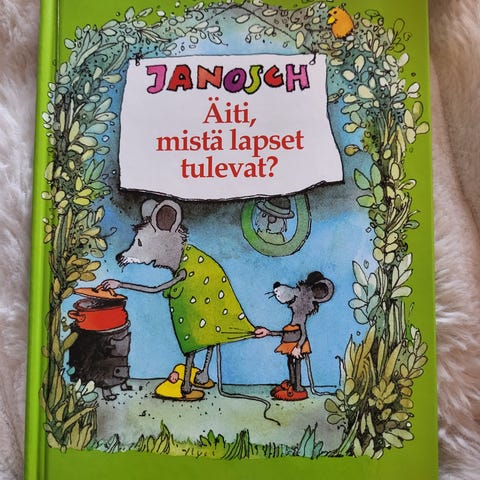 JANOSCH
Äiti,
mistä lapset
tulevat?